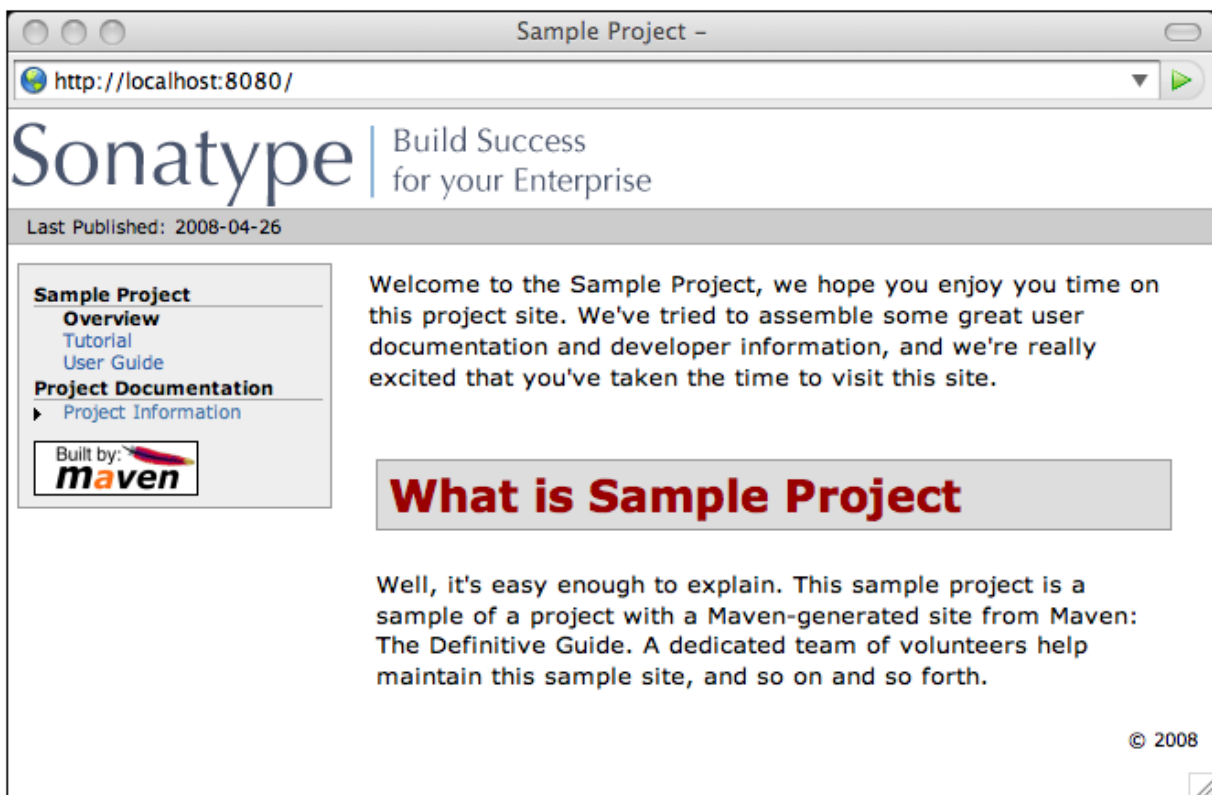 Sample Project –
http://localhost:8080/
Sonatype
Build Success
for your Enterprise
Last Published: 2008-04-26
Sample Project
Overview
Tutorial
User Guide
Project Documentation
Project Information
Built by:
maven
Welcome to the Sample Project, we hope you enjoy you time on
this project site. We've tried to assemble some great user
documentation and developer information, and we're really
excited that you've taken the time to visit this site.
What is Sample Project
Well, it's easy enough to explain. This sample project is a
sample of a project with a Maven-generated site from Maven:
The Definitive Guide. A dedicated team of volunteers help
maintain this sample site, and so on and so forth.
© 2008